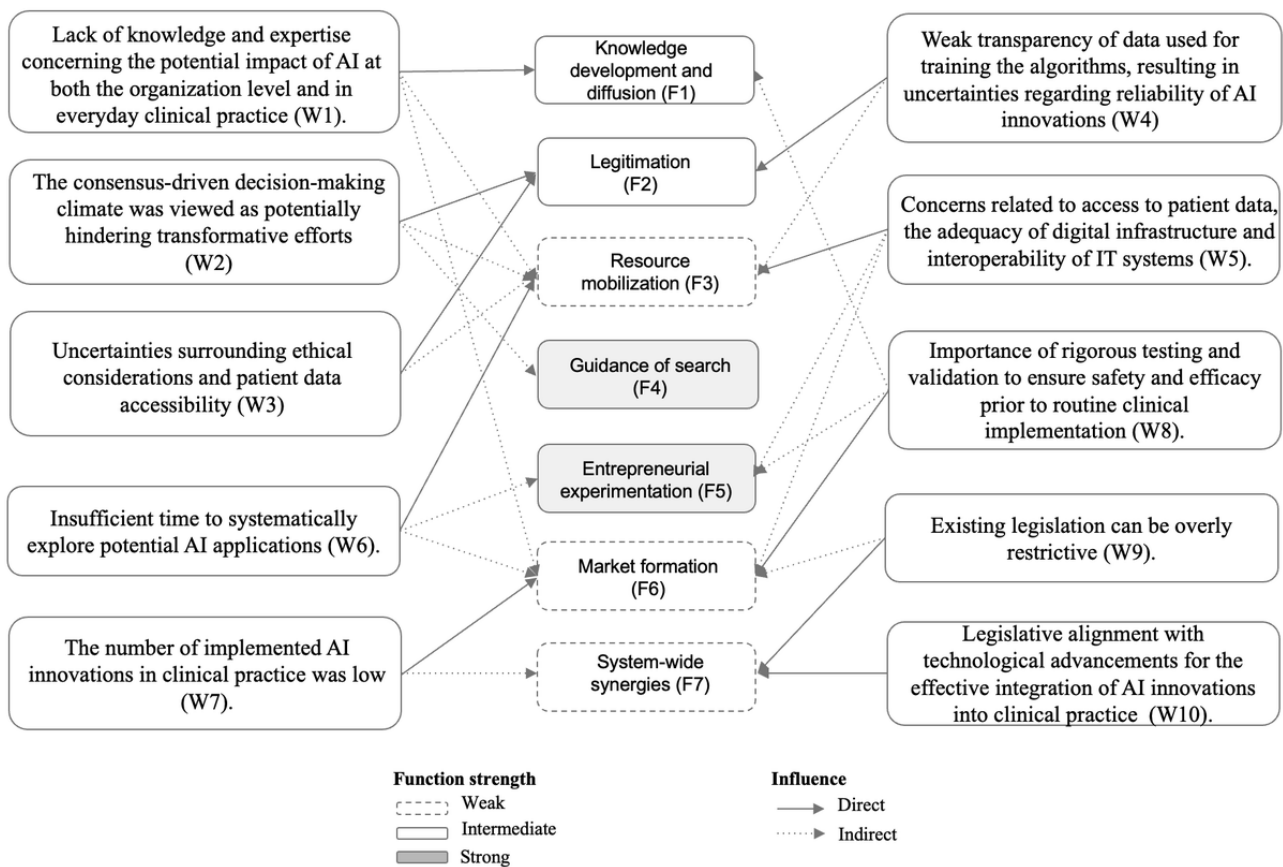 Lack of knowledge and expertise
concerning the potential impact of AI at
both the organization level and in
everyday clinical practice (W1).
The consensus-driven decision-making
climate was viewed as potentially
hindering transformative efforts
(W2)
Uncertainties surrounding ethical
considerations and patient data
accessibility (W3)
Insufficient time to systematically
explore potential AI applications (W6).
The number of implemented AI
innovations in clinical practice was low
(W7).
Knowledge
development and
diffusion (F1)
Legitimation
(F2)
Resource
mobilization (F3)
Guidance of search
(F4)
Entrepreneurial
experimentation (F5)
Market formation
(F6)
System-wide
synergies (F7)
Weak transparency of data used for
training the algorithms, resulting in
uncertainties regarding reliability of AI
innovations (W4)
Concerns related to access to patient data,
the adequacy of digital infrastructure and
interoperability of IT systems (W5).
Importance of rigorous testing and
validation to ensure safety and efficacy
prior to routine clinical
implementation (W8).
Existing legislation can be overly
restrictive (W9).
Legislative alignment with
technological advancements for the
effective integration of AI innovations
into clinical practice (W10).
Function strength
Weak
Intermediate
Strong
Influence
Direct
Indirect